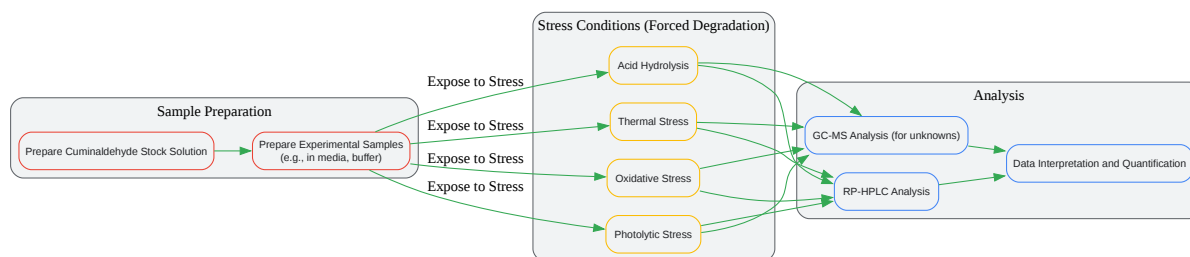 Sample Preparation
Prepare Cuminaldehyde Stock Solution
Prepare Experimental Samples
(e.g., in media, buffer)
Expose to Stress
Expose to Stress
Expose to Stress
Expose to Stress
Stress Conditions (Forced Degradation)
Acid Hydrolysis
Thermal Stress
Oxidative Stress
Photolytic Stress
Analysis
GC-MS Analysis (for unknowns)
RP-HPLC Analysis
Data Interpretation and Quantification